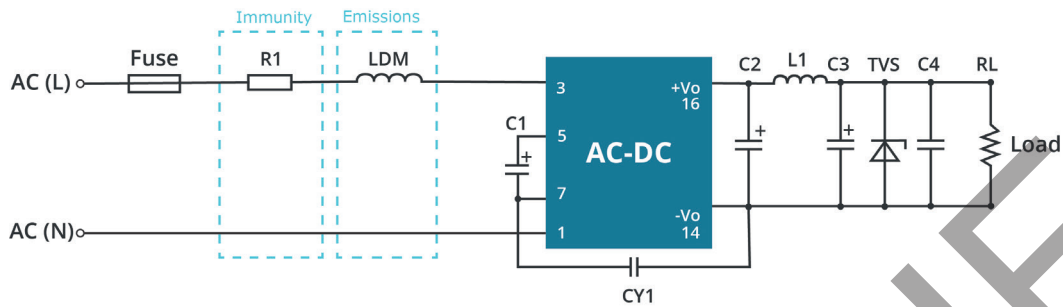 Immunity
Emissions
Fuse
R1
LDM
AC (L)
C2
L1
C3
TVS
C4
RL
3
+Vo
16
C1
5
AC-DC
Load
+
+
+
7
-Vo
14
AC (N)
1
CY1